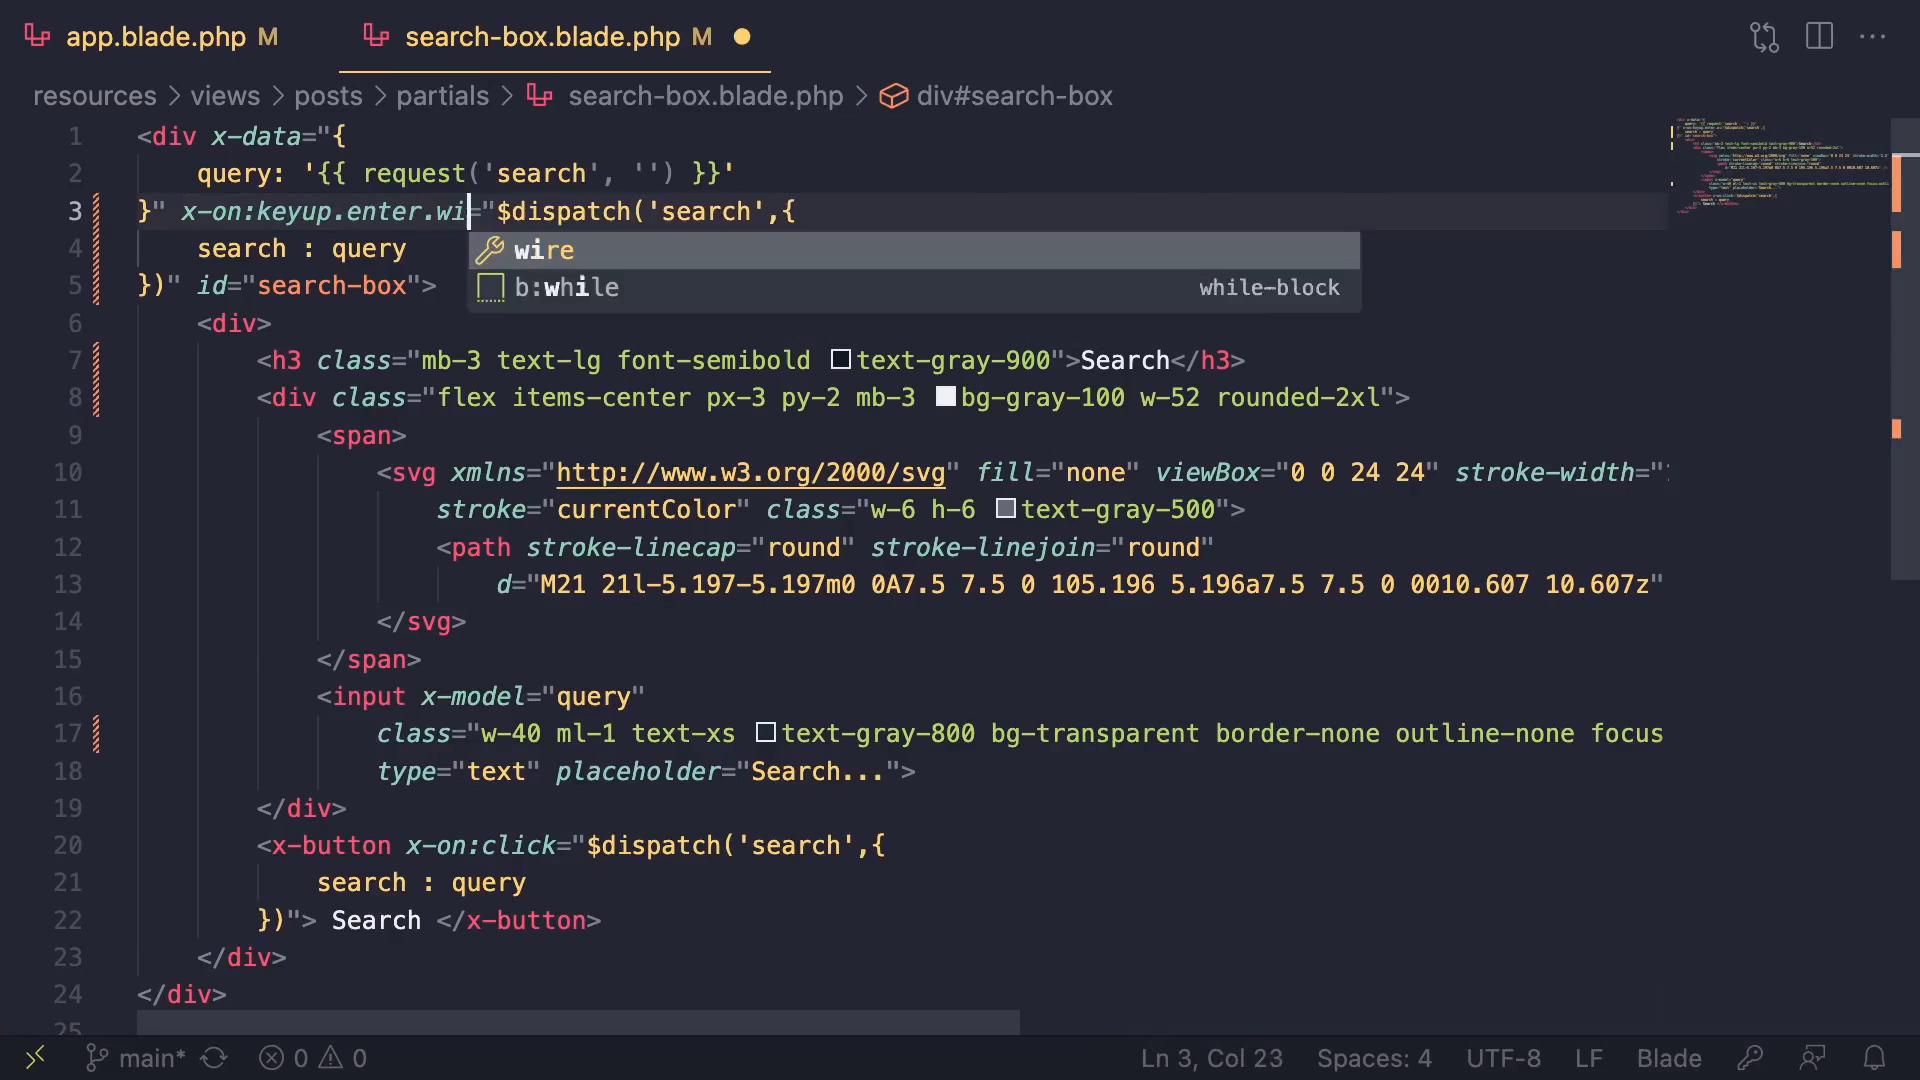 app.blade.php M
search-box.blade.php M
resources > views > posts > partials > search-box.blade.php > div#search-box
1 <div x-data="{
2 query: '{{ request('search', '') }}'
3 }" x-on:keyup.enter.wi="$dispatch('search',{
wire
4 search : query
b:while while-block
5 })" id="search-box">
6 <div>
7 <h3 class="mb-3 text-lg font-semibold text-gray-900">Search</h3>
8 <div class="flex items-center px-3 py-2 mb-3 bg-gray-100 w-52 rounded-2xl">
9 <span>
10 <svg xmlns="http://www.w3.org/2000/svg" fill="none" viewBox="0 0 24 24" stroke-width="
11 stroke="currentColor" class="w-6 h-6 text-gray-500">
12 <path stroke-linecap="round" stroke-linejoin="round"
13 d="M21 21l-5.197-5.197m0 0A7.5 7.5 0 105.196 5.196a7.5 7.5 0 0010.607 10.607z"
14 </svg>
15 </span>
16 <input x-model="query"
17 class="w-40 ml-1 text-xs text-gray-800 bg-transparent border-none outline-none focus
18 type="text" placeholder="Search...">
19 </div>
20 <x-button x-on:click="$dispatch('search',{
21 search : query
22 })"> Search </x-button>
23 </div>
24 </div>
25
main* 0 0 Ln 3, Col 23 Spaces: 4 UTF-8 LF Blade